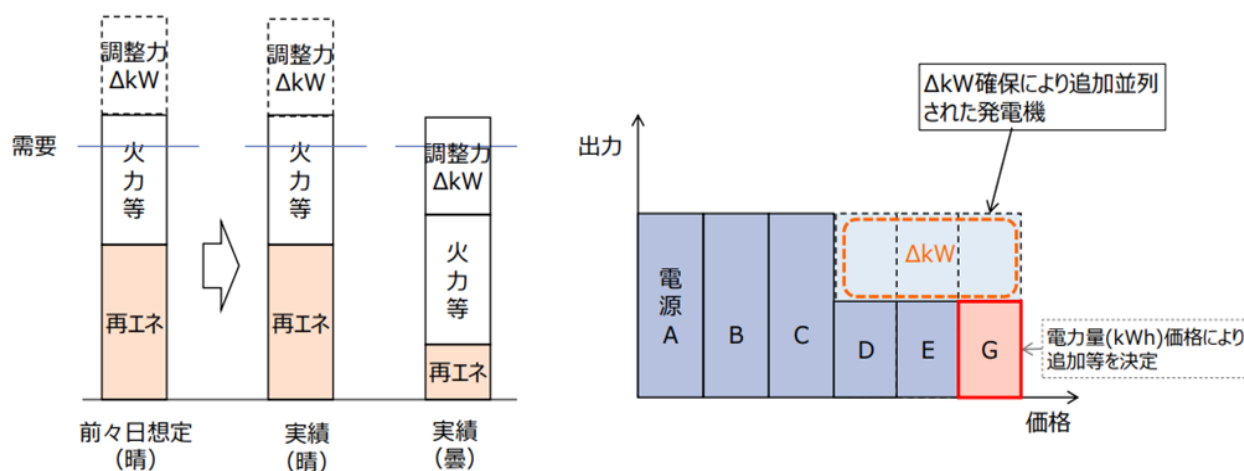 需要
調整力
ΔkW
火
力
等
再エネ
前々日想定
（晴）
調整力
ΔkW
火
力
等
再エネ
実績
（晴）
調整力
ΔkW
火
力
等
再エネ
実績
（曇）
出力
ΔkW確保により追加並列
された発電機
ΔkW
電
源
A
B
C
D
E
G
電力量(kWh)価格により
追加等を決定
価格